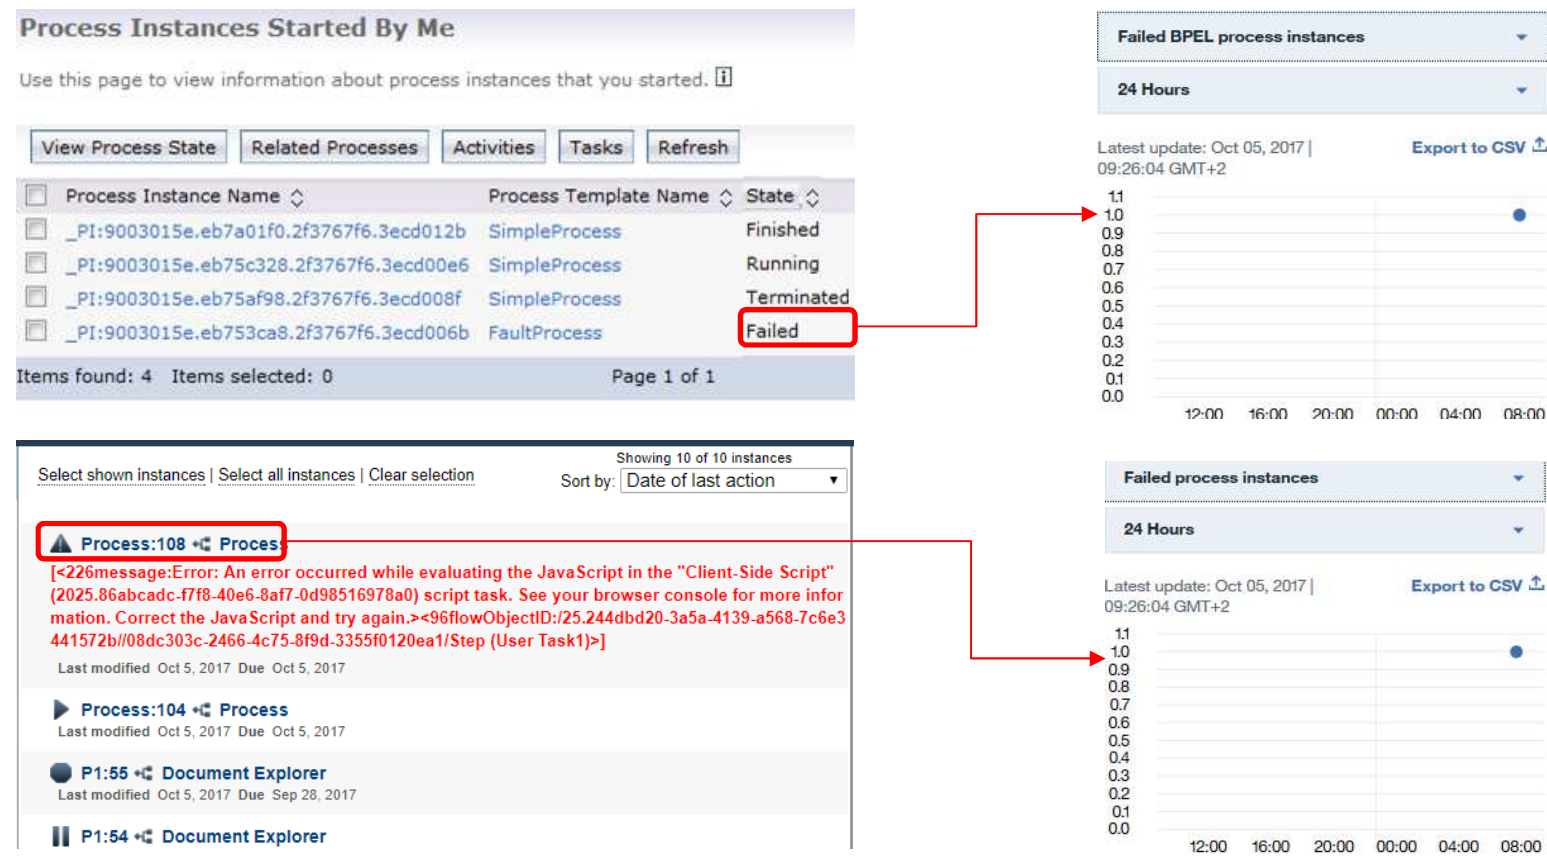 Process Instances Started By Me
Use this page to view information about process instances that you started. i
View Process State Related Processes Activities Tasks Refresh
Process Instance Name Process Template Name State
_PI:9003015e.eb7a01f0.2f3767f6.3ecd012b SimpleProcess Finished
_PI:9003015e.eb75c328.2f3767f6.3ecd00e6 SimpleProcess Running
_PI:9003015e.eb75af98.2f3767f6.3ecd008f SimpleProcess Terminated
_PI:9003015e.eb753ca8.2f3767f6.3ecd006b FaultProcess Failed
Items found: 4 Items selected: 0 Page 1 of 1
Failed BPEL process instances
24 Hours
Latest update: Oct 05, 2017 | Export to CSV
09:26:04 GMT+2
1.1
1.0
0.9
0.8
0.7
0.6
0.5
0.4
0.3
0.2
0.1
0.0
12:00 16:00 20:00 00:00 04:00 08:00
Showing 10 of 10 instances
Select shown instances | Select all instances | Clear selection Sort by: Date of last action
Process:108 Process
[<226message:Error: An error occurred while evaluating the JavaScript in the "Client-Side Script"
(2025.86abcadc-f7f8-40e6-8af7-0d98516978a0) script task. See your browser console for more infor
mation. Correct the JavaScript and try again.><96flowObjectID:/25.244dbd20-3a5a-4139-a568-7c6e3
441572b//08dc303c-2466-4c75-8f9d-3355f0120ea1/Step (User Task1)>]
Last modified Oct 5, 2017 Due Oct 5, 2017
Process:104 Process
Last modified Oct 5, 2017 Due Oct 5, 2017
P1:55 Document Explorer
Last modified Oct 5, 2017 Due Sep 28, 2017
P1:54 Document Explorer
Failed process instances
24 Hours
Latest update: Oct 05, 2017 | Export to CSV
09:26:04 GMT+2
1.1
1.0
0.9
0.8
0.7
0.6
0.5
0.4
0.3
0.2
0.1
0.0
12:00 16:00 20:00 00:00 04:00 08:00